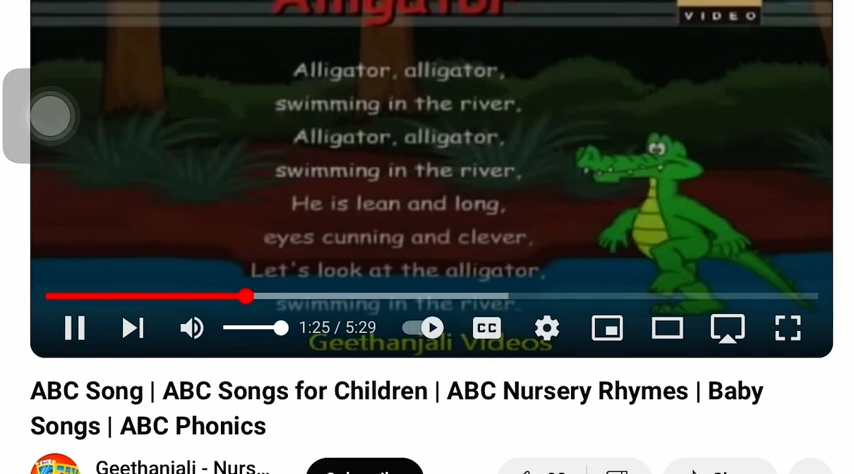 Alligator
VIDEO
Alligator, alligator,
swimming in the river,
Alligator, alligator,
swimming in the river,
He is lean and long,
eyes cunning and clever,
Let's look at the alligator,
swimming in the river.
1:25 / 5:29
CC
Geethanjali Videos
ABC Song | ABC Songs for Children | ABC Nursery Rhymes | Baby
Songs | ABC Phonics
Geethanjali - Nurs...